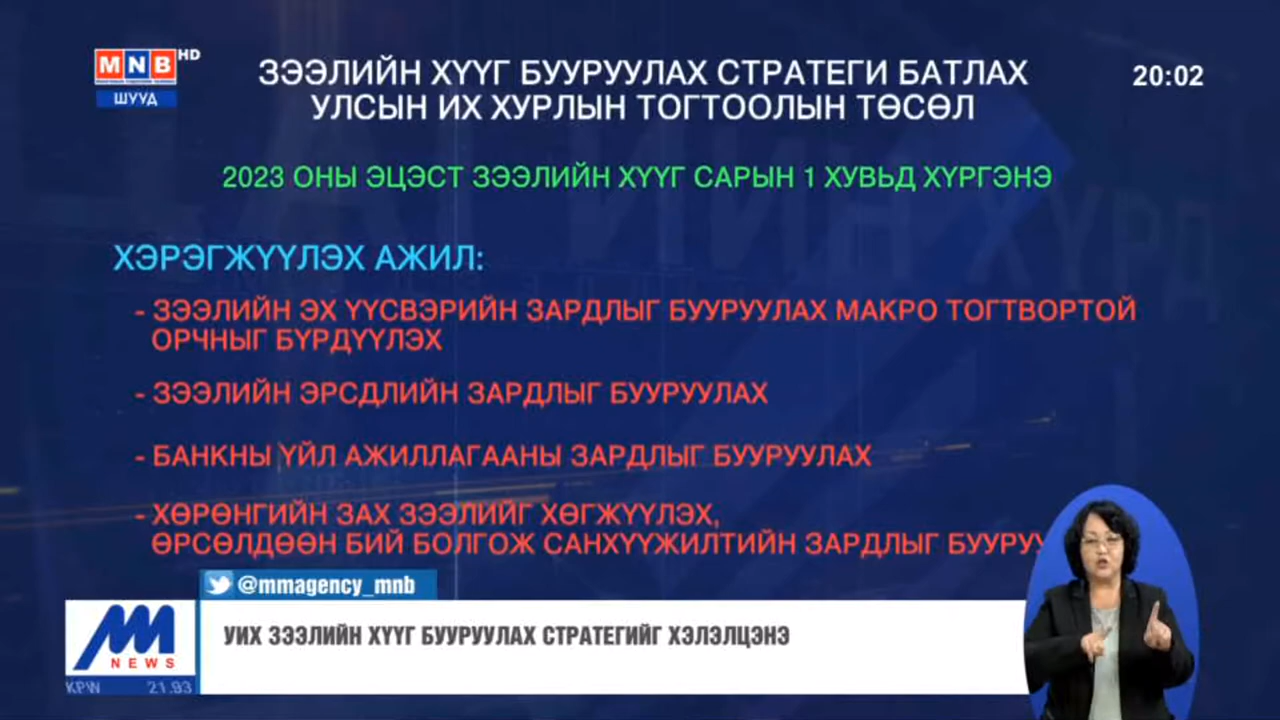 MNB HD
ШУУД
20:02
ЗЭЭЛИЙН ХҮҮГ БУУРУУЛАХ СТРАТЕГИ БАТЛАХ
УЛСЫН ИХ ХУРЛЫН ТОГТООЛЫН ТӨСӨЛ
2023 ОНЫ ЭЦЭСТ ЗЭЭЛИЙН ХҮҮГ САРЫН 1 ХУВЬД ХҮРГЭНЭ
ХЭРЭГЖҮҮЛЭХ АЖИЛ:
- ЗЭЭЛИЙН ЭХ ҮҮСВЭРИЙН ЗАРДЛЫГ БУУРУУЛАХ МАКРО ТОГТВОРТОЙ
ОРЧНЫГ БҮРДҮҮЛЭХ
- ЗЭЭЛИЙН ЭРСДЛИЙН ЗАРДЛЫГ БУУРУУЛАХ
- БАНКНЫ ҮЙЛ АЖИЛЛАГААНЫ ЗАРДЛЫГ БУУРУУЛАХ
- ХӨРӨНГИЙН ЗАХ ЗЭЭЛИЙГ ХӨГЖҮҮЛЭХ,
ӨРСӨЛДӨӨН БИЙ БОЛГОЖ САНХҮҮЖИЛТИЙН ЗАРДЛЫГ БУУРУУ
@mmagency_mnb
M NEWS
УИХ ЗЭЭЛИЙН ХҮҮГ БУУРУУЛАХ СТРАТЕГИЙГ ХЭЛЭЛЦЭНЭ
KPW 21.93